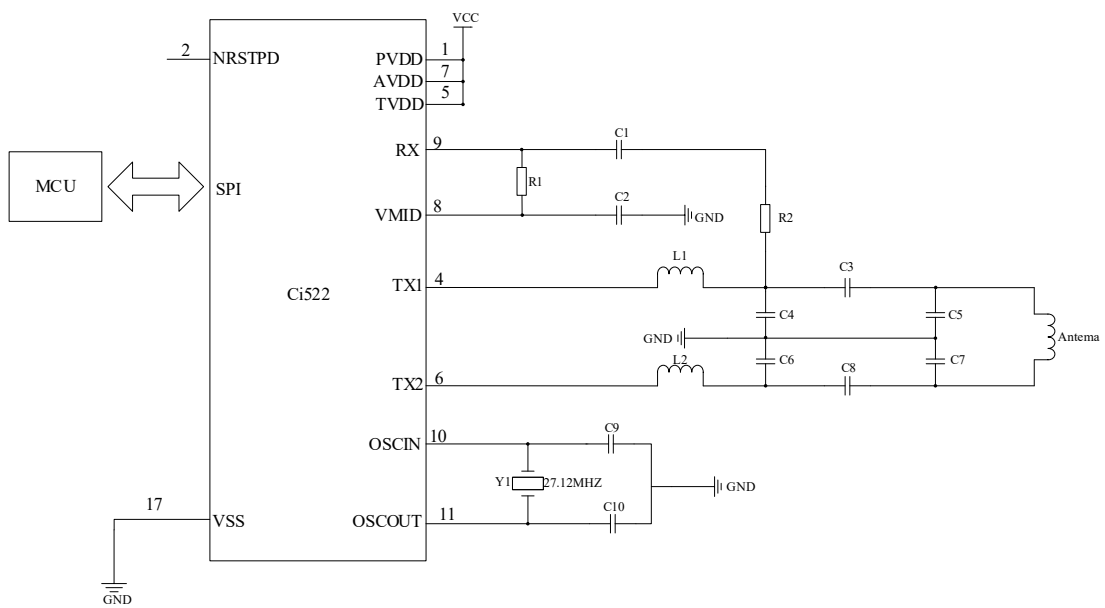 VCC
2
NRSTPD
PVDD
1
AVDD
7
TVDD
5
RX
9
C1
MCU
SPI
R1
C2
VMID
8
GND
R2
L1
TX1
4
C3
Ci522
C4
C5
GND
Antema
C6
L2
C7
TX2
6
C8
OSCIN
10
C9
Y1
27.12MHZ
GND
17
VSS
OSCOUT
11
C10
GND